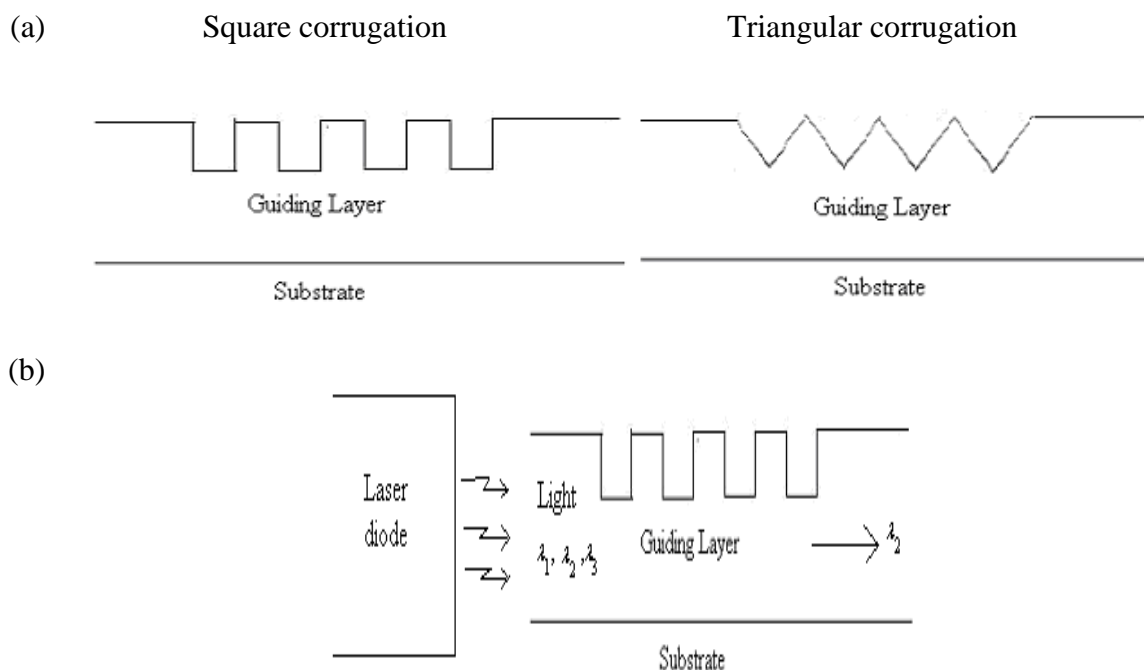 (a) Square corrugation Triangular corrugation
Guiding Layer Guiding Layer
Substrate Substrate
(b)
Laser diode
Light
λ1, λ2, λ3
Guiding Layer
λ2
Substrate